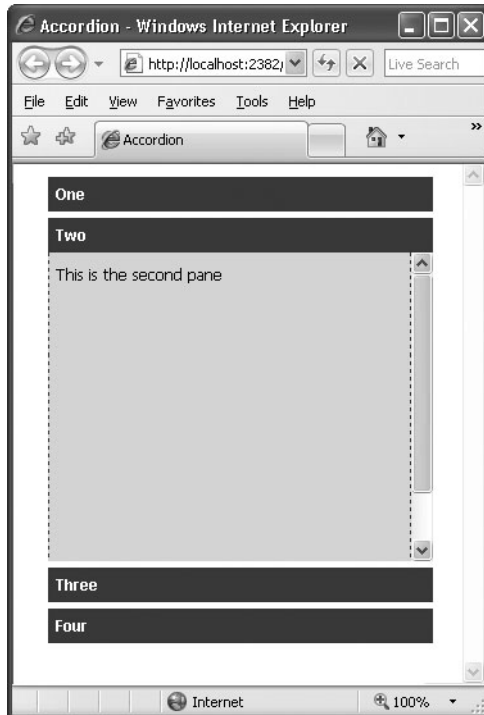 Accordion - Windows Internet Explorer
http://localhost:2382/
Live Search
File Edit View Favorites Tools Help
Accordion
»
One
Two
This is the second pane
Three
Four
Internet
100%